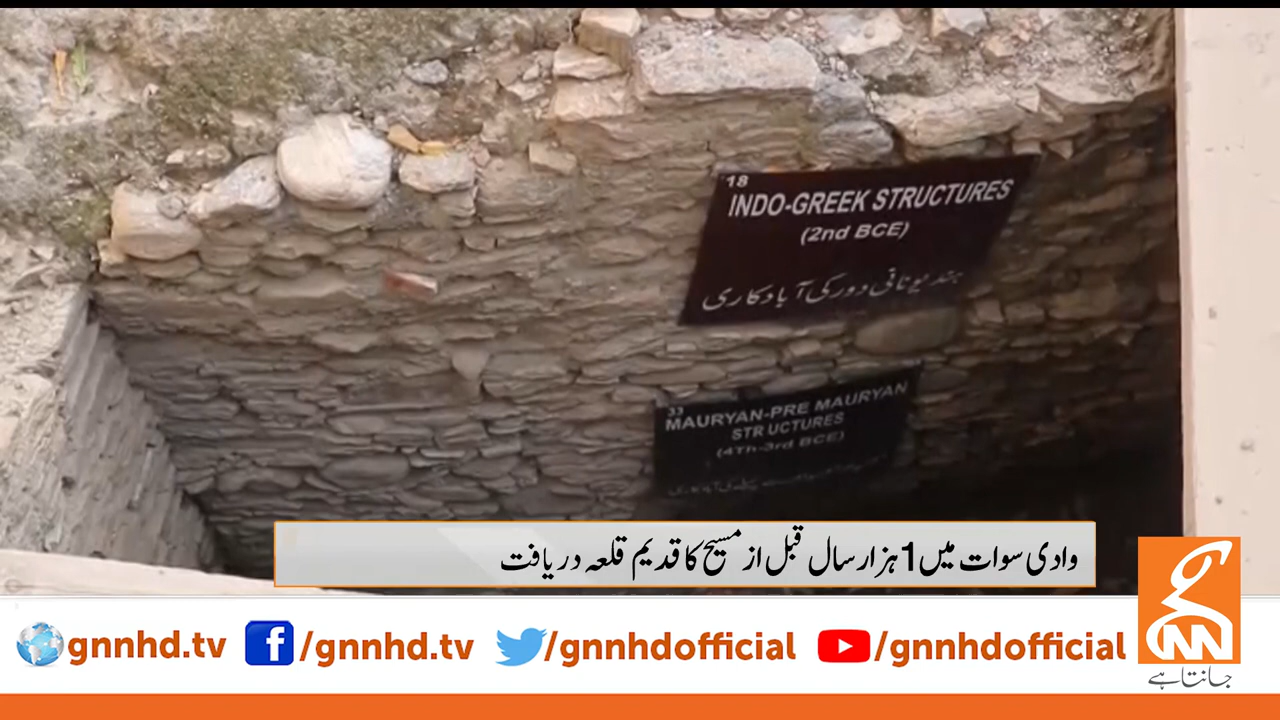 18
INDO-GREEK STRUCTURES
(2nd BCE)
ہند یونانی دور کی آبادکاری
33
MAURYAN-PRE MAURYAN
STRUCTURES
(4Th-3rd BCE)
وادی سوات میں 1 ہزار سال قبل از مسیح کا قدیم قلعہ دریافت
gnnhd.tv
/gnnhd.tv
/gnnhdofficial
/gnnhdofficial
GNN
جانتا ہے